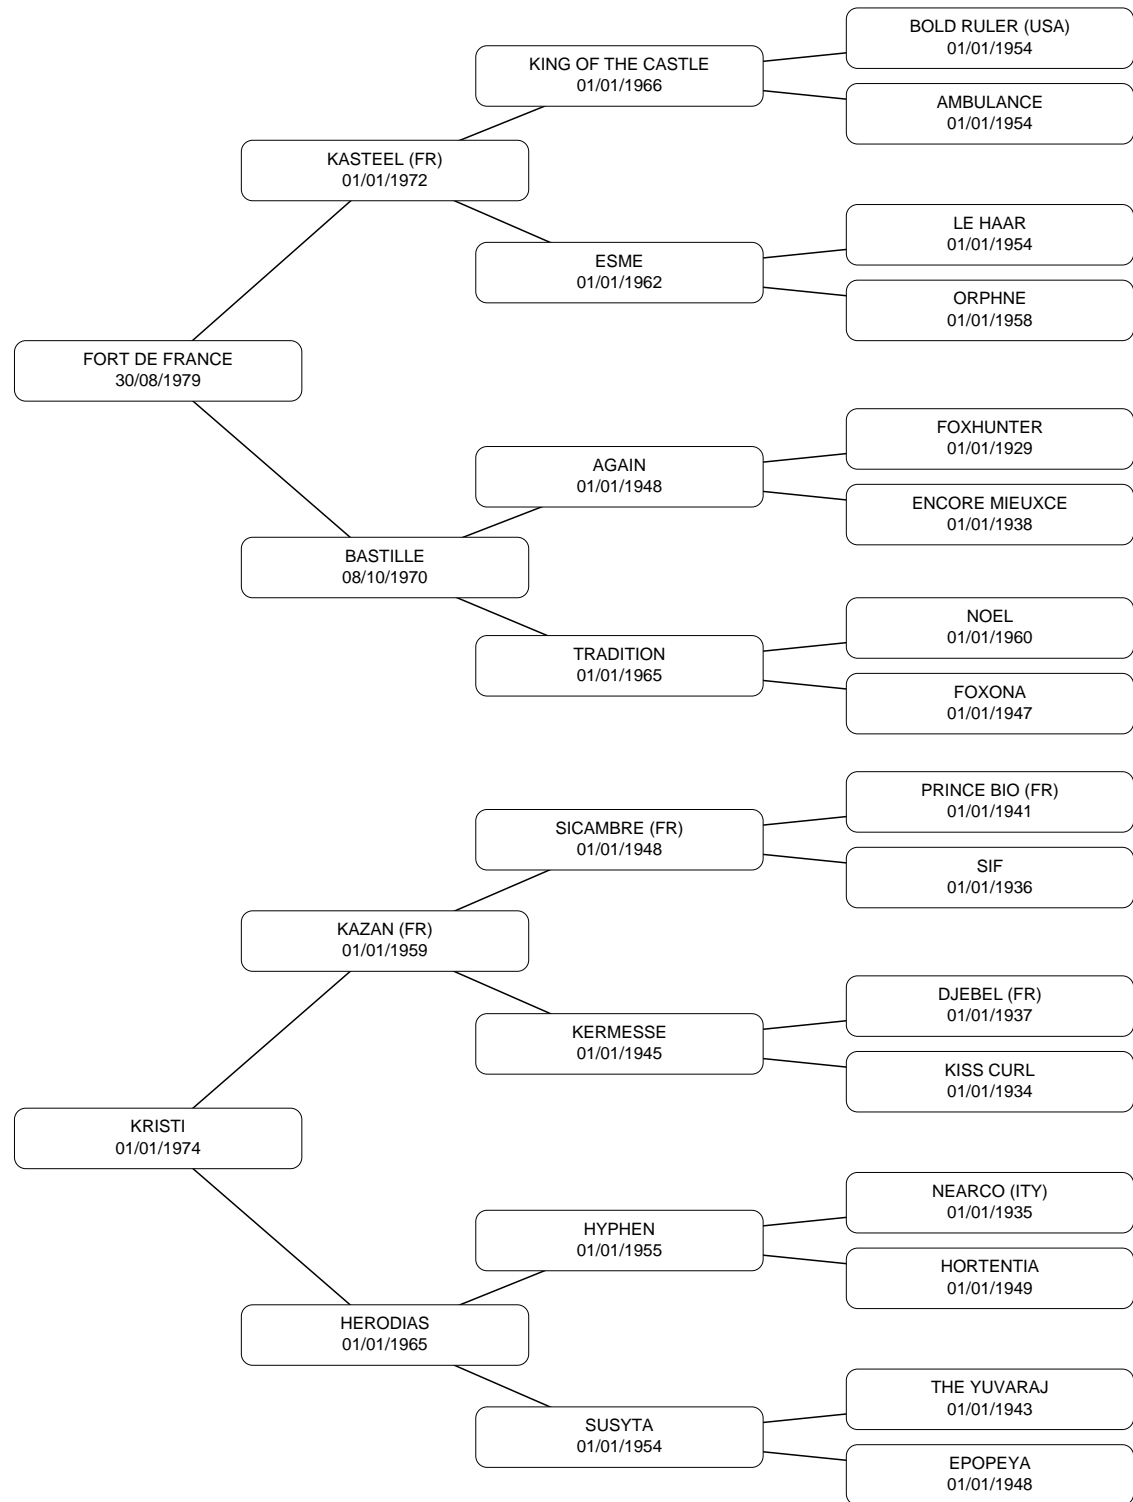 BOLD RULER (USA)
01/01/1954
KING OF THE CASTLE
01/01/1966
AMBULANCE
01/01/1954
KASTEEL (FR)
01/01/1972
LE HAAR
01/01/1954
ESME
01/01/1962
ORPHNE
01/01/1958
FORT DE FRANCE
30/08/1979
FOXHUNTER
01/01/1929
AGAIN
01/01/1948
ENCORE MIEUXCE
01/01/1938
BASTILLE
08/10/1970
NOEL
01/01/1960
TRADITION
01/01/1965
FOXONA
01/01/1947
PRINCE BIO (FR)
01/01/1941
SICAMBRE (FR)
01/01/1948
SIF
01/01/1936
KAZAN (FR)
01/01/1959
DJEBEL (FR)
01/01/1937
KERMESSE
01/01/1945
KISS CURL
01/01/1934
KRISTI
01/01/1974
NEARCO (ITY)
01/01/1935
HYPHEN
01/01/1955
HORTENTIA
01/01/1949
HERODIAS
01/01/1965
THE YUVARAJ
01/01/1943
SUSYTA
01/01/1954
EPOPEYA
01/01/1948